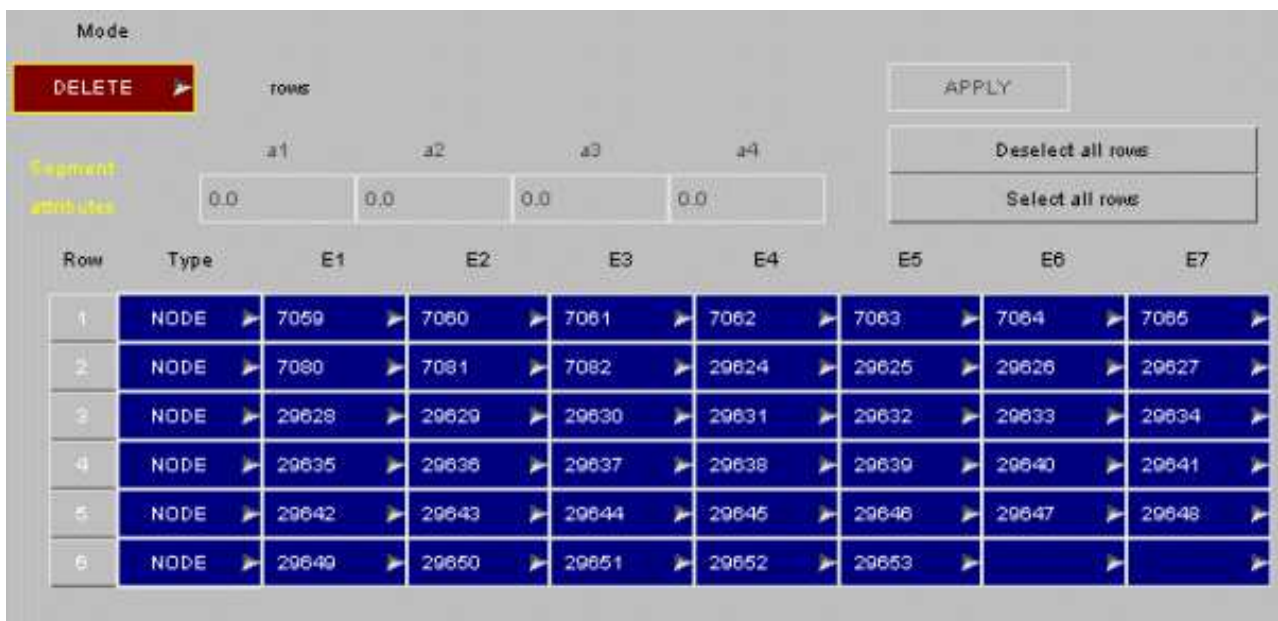 Mode
DELETE rows APPLY
a1 a2 a3 a4 Deselect all rows
Segment
attributes 0.0 0.0 0.0 0.0 Select all rows
Row Type E1 E2 E3 E4 E5 E6 E7
1 NODE 7059 7060 7061 7062 7063 7064 7065
2 NODE 7080 7081 7082 29624 29625 29626 29627
3 NODE 29628 29629 29630 29631 29632 29633 29634
4 NODE 29635 29636 29637 29638 29639 29640 29641
5 NODE 29642 29643 29644 29645 29646 29647 29648
6 NODE 29649 29650 29651 29652 29653